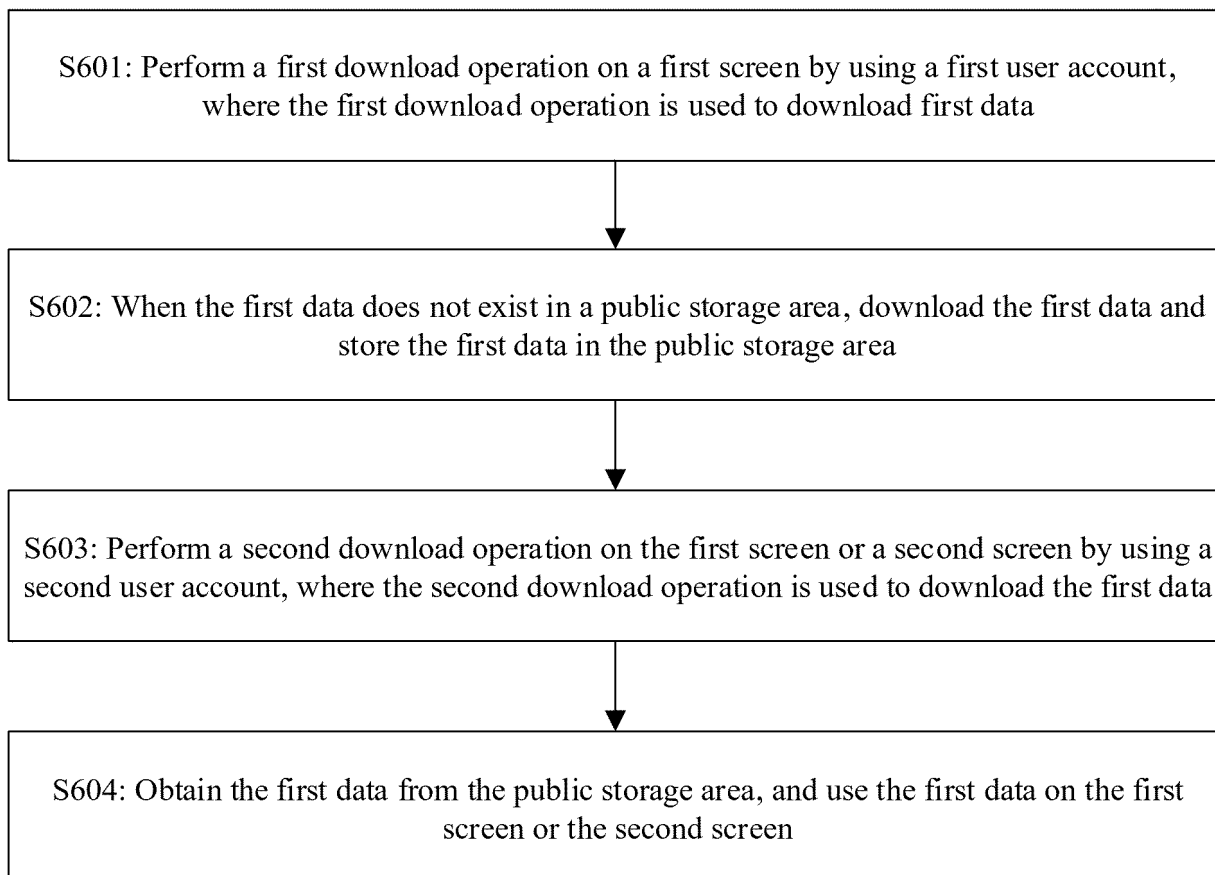 S601: Perform a first download operation on a first screen by using a first user account,
where the first download operation is used to download first data
S602: When the first data does not exist in a public storage area, download the first data and
store the first data in the public storage area
S603: Perform a second download operation on the first screen or a second screen by using a
second user account, where the second download operation is used to download the first data
S604: Obtain the first data from the public storage area, and use the first data on the first
screen or the second screen